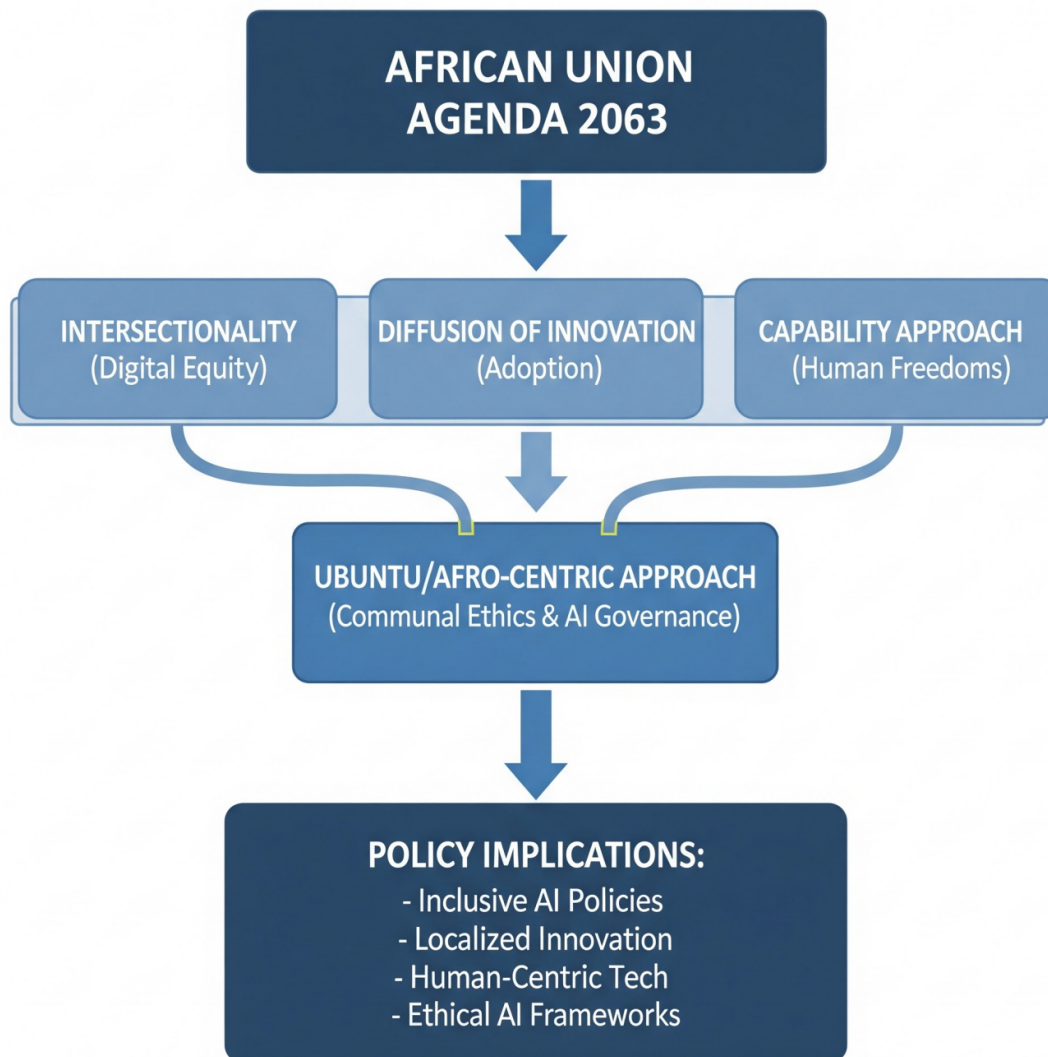 AFRICAN UNION
AGENDA 2063
INTERSECTIONALITY
(Digital Equity)
DIFFUSION OF INNOVATION
(Adoption)
CAPABILITY APPROACH
(Human Freedoms)
UBUNTU/AFRO-CENTRIC APPROACH
(Communal Ethics & AI Governance)
POLICY IMPLICATIONS:
- Inclusive AI Policies
- Localized Innovation
- Human-Centric Tech
- Ethical AI Frameworks